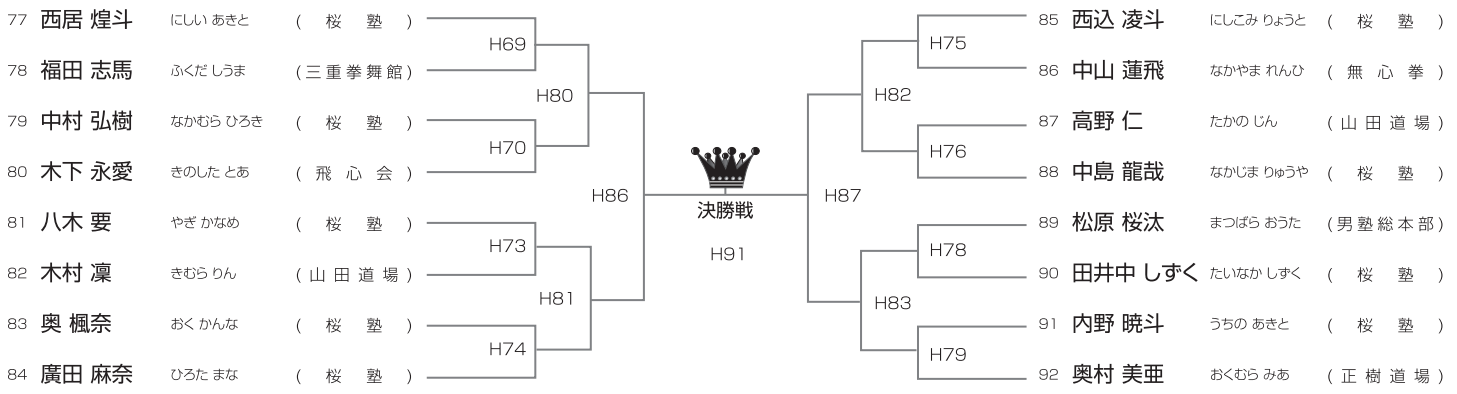 77 西居 煌斗 にしい あきと (桜塾)
78 福田 志馬 ふくだ しうま (三重拳舞館)
79 中村 弘樹 なかむら ひろき (桜塾)
80 木下 永愛 きのした とあ (飛心会)
81 八木 要 やぎ かなめ (桜塾)
82 木村 凜 きむら りん (山田道場)
83 奥 楓奈 おく かんな (桜塾)
84 廣田 麻奈 ひろた まな (桜塾)
H69
H70
H73
H74
H80
H81
H86
決勝戦
H91
H87
H82
H83
H75
H76
H78
H79
85 西込 凌斗 にしこみ りょうと (桜塾)
86 中山 蓮飛 なかやま れんひ (無心拳)
87 高野 仁 たかの じん (山田道場)
88 中島 龍哉 なかじま りゅうや (桜塾)
89 松原 桜汰 まつばら おうた (男塾総本部)
90 田井中 しずく たいなか しずく (桜塾)
91 内野 暁斗 うちの あきと (桜塾)
92 奥村 美亜 おくむら みあ (正樹道場)